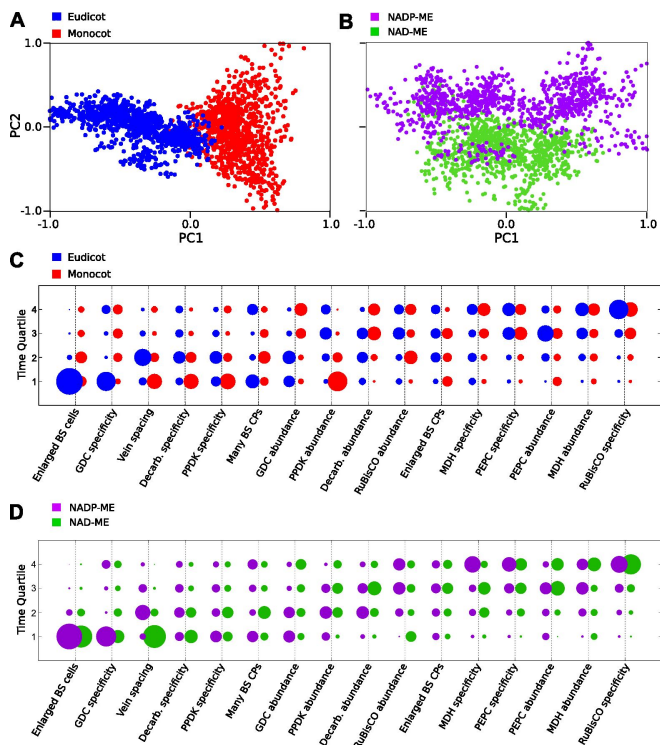 A
Eudicot
Monocot
1.0
0.0
-1.0
PC2
-1.0
0.0
1.0
PC1
B
NADP-ME
NAD-ME
-1.0
0.0
1.0
PC1
C
Eudicot
Monocot
Time Quartile
4
3
2
1
Enlarged BS cells
GDC specificity
Vein spacing
Decarb. specificity
PPDK specificity
Many BS CPs
GDC abundance
PPDK abundance
Decarb. abundance
RuBisCO abundance
Enlarged BS CPs
MDH specificity
PEPC specificity
PEPC abundance
MDH abundance
RuBisCO specificity
D
NADP-ME
NAD-ME
Time Quartile
4
3
2
1
Enlarged BS cells
GDC specificity
Vein spacing
Decarb. specificity
PPDK specificity
Many BS CPs
GDC abundance
PPDK abundance
Decarb. abundance
RuBisCO abundance
Enlarged BS CPs
MDH specificity
PEPC specificity
PEPC abundance
MDH abundance
RuBisCO specificity